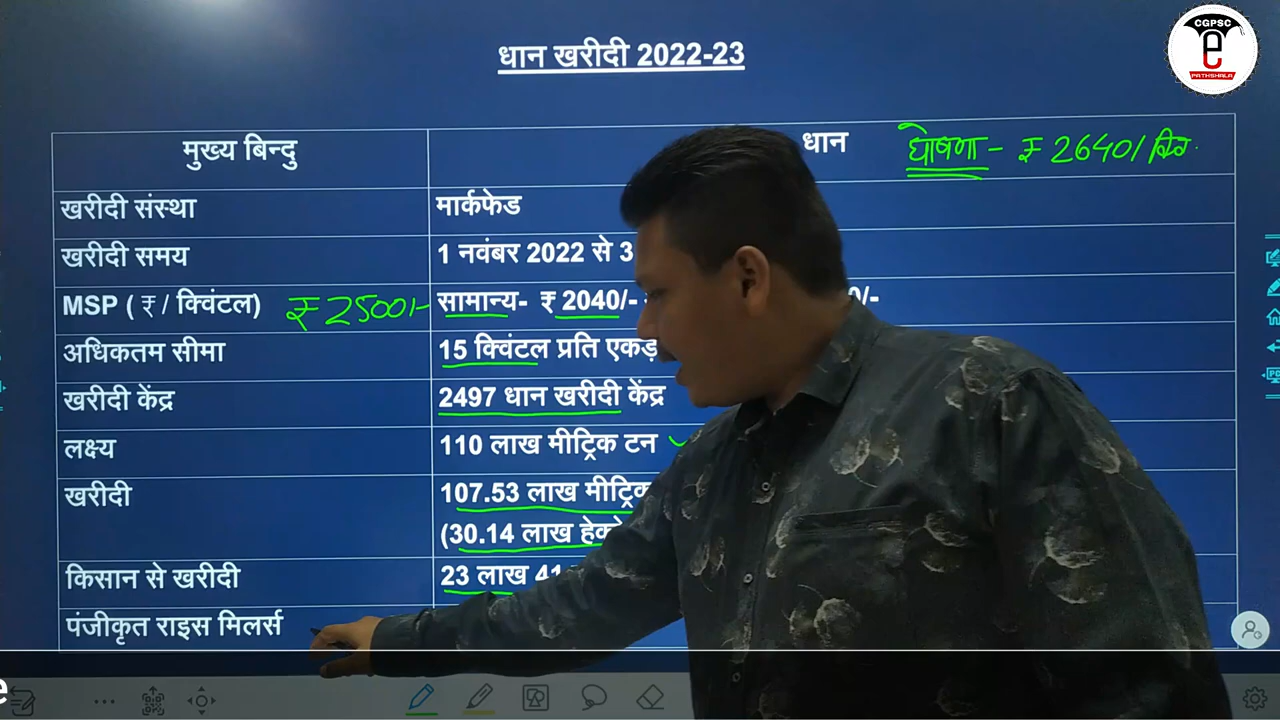 CGPSC
e
PATHSHALA
धान खरीदी 2022-23
मुख्य बिन्दु धान घोषणा - ₹ 2640/
खरीदी संस्था मार्कफेड
खरीदी समय 1 नवंबर 2022 से 3
MSP ( ₹ / क्विंटल) ₹ 2500/- सामान्य- ₹ 2040/- 0/-
अधिकतम सीमा 15 क्विंटल प्रति एकड़
खरीदी केंद्र 2497 धान खरीदी केंद्र
लक्ष्य 110 लाख मीट्रिक टन
खरीदी 107.53 लाख मीट्रिक
(30.14 लाख
किसान से खरीदी 23 लाख 41
पंजीकृत राइस मिलर्स
e